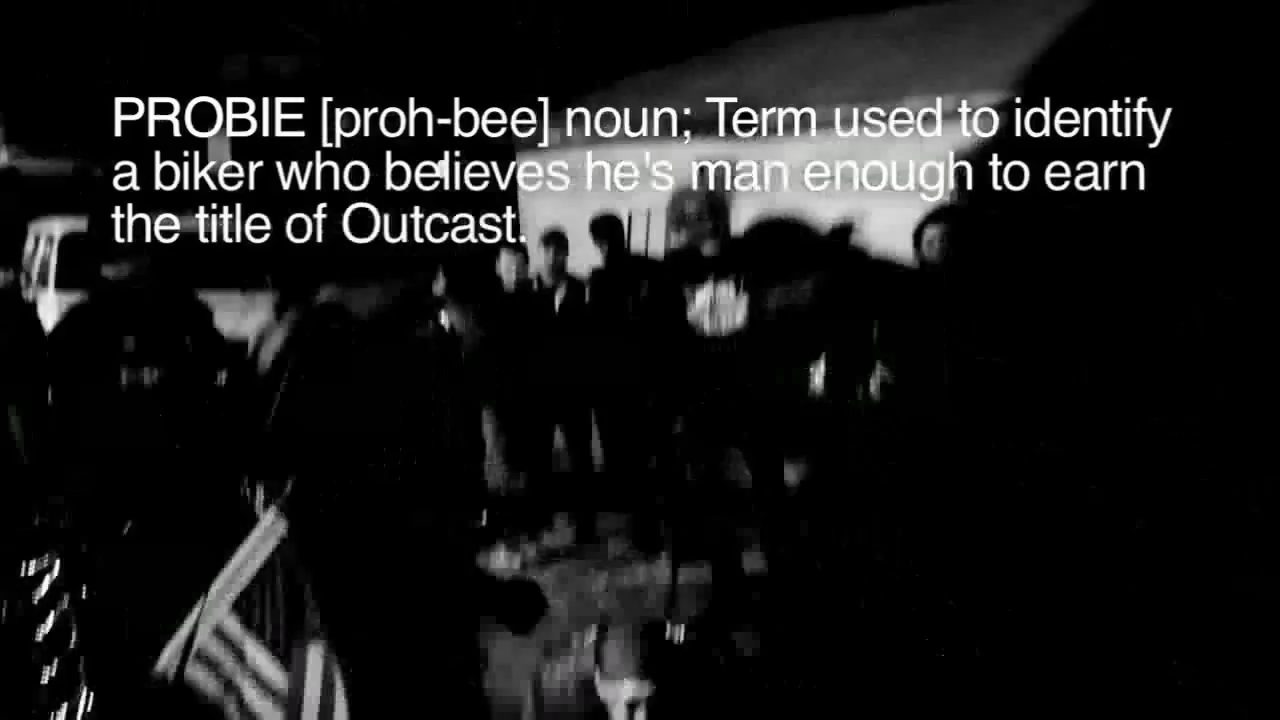 PROBIE [proh-bee] noun; Term used to identify
a biker who believes he's man enough to earn
the title of Outcast.